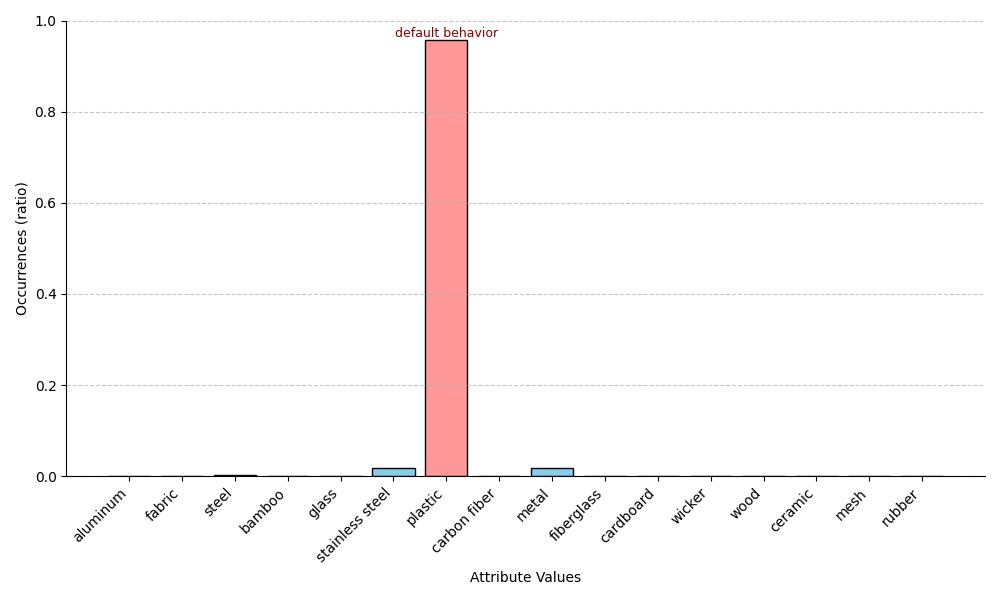 default behavior
1.0
0.8
0.6
0.4
0.2
0.0
Occurrences (ratio)
aluminum
fabric
steel
bamboo
glass
stainless steel
plastic
carbon fiber
metal
fiberglass
cardboard
wicker
wood
ceramic
mesh
rubber
Attribute Values